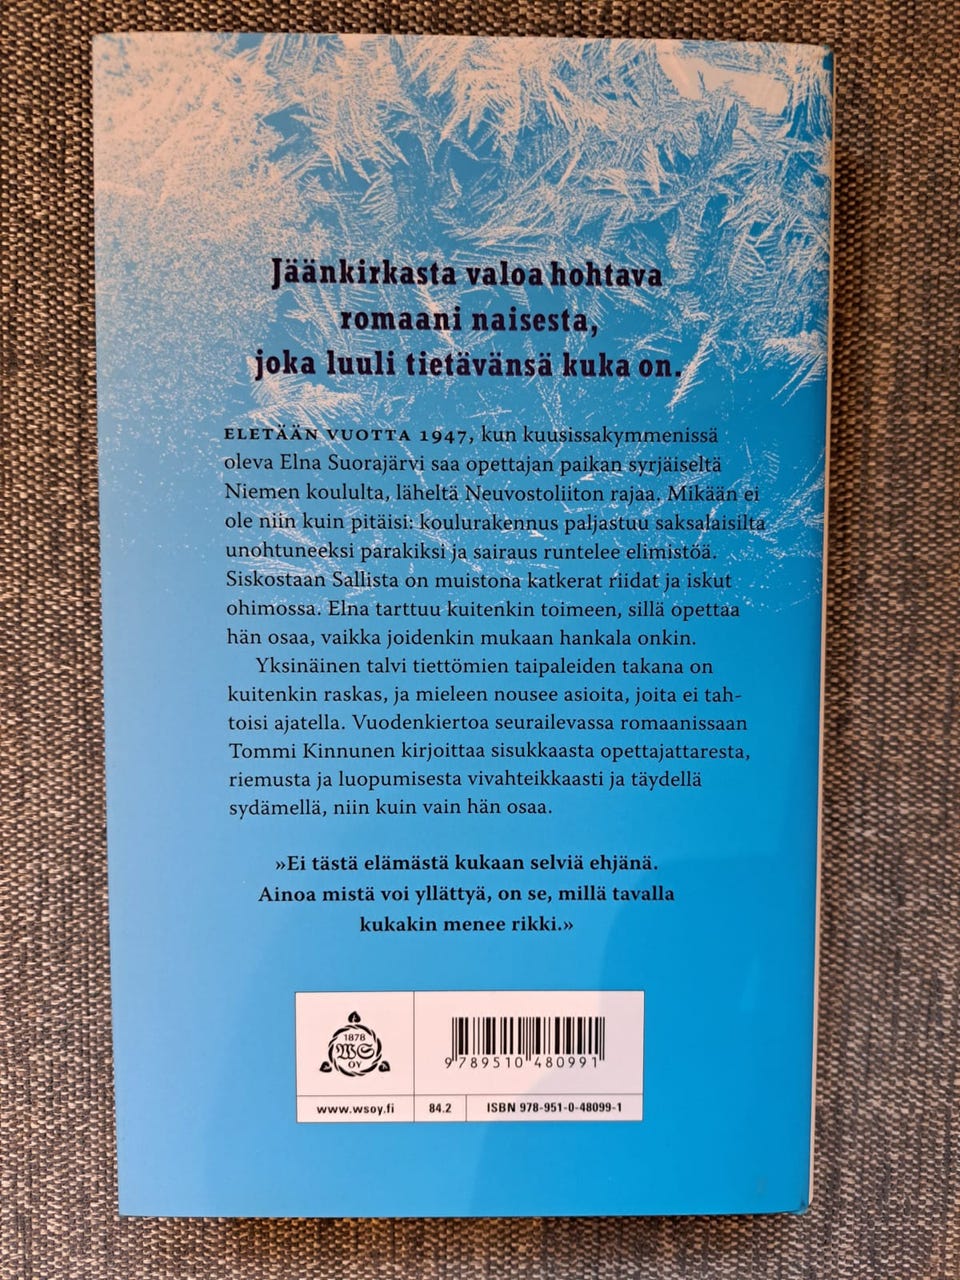 Jäänkirkasta valoa hohtava
romaani naisesta,
joka luuli tietävänsä kuka on.
ELETÄÄN VUOTTA 1947, kun kuusissakymmenissä
oleva Elna Suorajärvi saa opettajan paikan syrjäiseltä
Niemen koululta, läheltä Neuvostoliiton rajaa. Mikään ei
ole niin kuin pitäisi: koulurakennus paljastuu saksalaisilta
unohtuneeksi parakiksi ja sairaus runtelee elimistöä.
Siskostaan Sallista on muistona katkerat riidat ja iskut
ohimossa. Elna tarttuu kuitenkin toimeen, sillä opettaa
hän osaa, vaikka joidenkin mukaan hankala onkin.
Yksinäinen talvi tiettömien taipaleiden takana on
kuitenkin raskas, ja mieleen nousee asioita, joita ei tah-
toisi ajatella. Vuodenkiertoa seurailevassa romaanissaan
Tommi Kinnunen kirjoittaa sisukkaasta opettajattaresta,
riemusta ja luopumisesta vivahteikkaasti ja täydellä
sydämellä, niin kuin vain hän osaa.
»Ei tästä elämästä kukaan selviä ehjänä.
Ainoa mistä voi yllättyä, on se, millä tavalla
kukakin menee rikki.»
1878
WS
OY
9 789510 480991
www.wsoy.fi
84.2
ISBN 978-951-0-48099-1